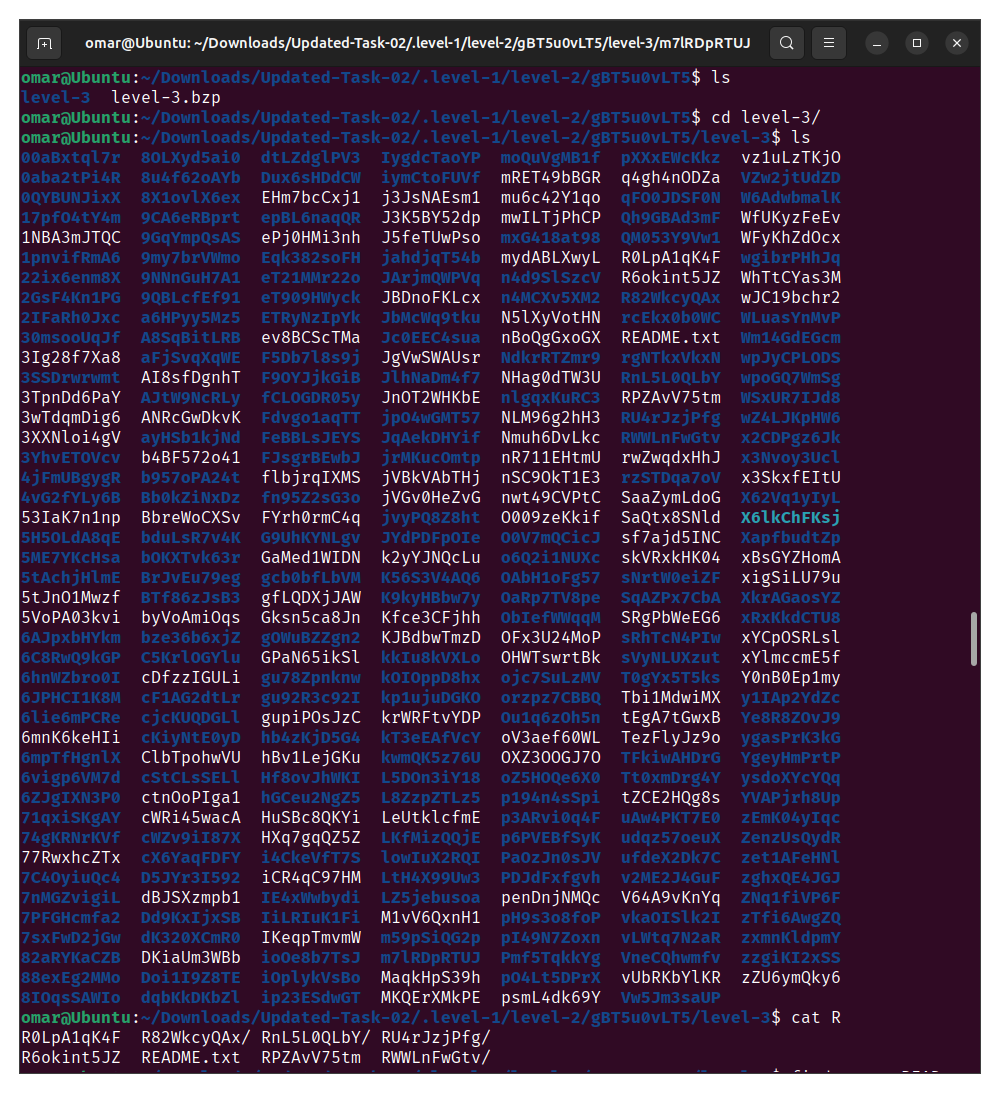 omar@Ubuntu: ~/Downloads/Updated-Task-02/.level-1/level-2/gBT5u0vLT5/level-3/m7lRDpRTUJ
omar@Ubuntu:~/Downloads/Updated-Task-02/.level-1/level-2/gBT5u0vLT5$ ls
level-3  level-3.bzp
omar@Ubuntu:~/Downloads/Updated-Task-02/.level-1/level-2/gBT5u0vLT5$ cd level-3/
omar@Ubuntu:~/Downloads/Updated-Task-02/.level-1/level-2/gBT5u0vLT5/level-3$ ls
00aBxtql7r  8OLXyd5ai0  dtLZdglPV3  IygdcTaoYP  moQuVgMB1f  pXXxEWcKkz  vz1uLzTKjO
0aba2tPi4R  8u4f62oAYb  Dux6sHDdCW  iymCtoFUVf  mRET49bBGR  q4gh4nODZa  VZw2jtUdZD
0QYBUNJixX  8X1ovlX6ex  EHm7bcCxj1  j3JsNAEsm1  mu6c42Y1qo  qFO0JDSF0N  W6AdwbmalK
17pfO4tY4m  9CA6eRBprt  epBL6naqQR  J3K5BY52dp  mwILTjPhCP  Qh9GBAd3mF  WfUKyzFeEv
1NBA3mJTQC  9GqYmpQsAS  ePj0HMi3nh  J5feTUwPso  mxG418at98  QM053Y9Vw1  WFyKhZdOcx
1pnvifRmA6  9my7brVWmo  Eqk382soFH  jahdjqT54b  mydABLXwyL  R0LpA1qK4F  wgibrPHhJq
22ix6enm8X  9NNnGuH7A1  eT21MMr22o  JArjmQWPVq  n4d9SlSzcV  R6okint5JZ  WhTtCYas3M
2GsF4Kn1PG  9QBLcfEf91  eT909HWyck  JBDnoFKLcx  n4MCXv5XM2  R82WkcyQAx  wJC19bchr2
2IFaRh0Jxc  a6HPyy5Mz5  ETRyNzIpYk  JbMcWq9tku  N5lXyVotHN  rcEkx0b0WC  WLuasYnMvP
30msooUqJf  A8SqBitLRB  ev8BCScTMa  Jc0EEC4sua  nBoQgGxoGX  README.txt  Wm14GdEGcm
3Ig28f7Xa8  aFjSvqXqWE  F5Db7l8s9j  JgVwSWAUsr  NdkrRTZmr9  rgNTkxVkxN  wpJyCPLODS
3SSDrwrwmt  AI8sfDgnhT  F9OYJjkGiB  JlhNaDm4f7  NHag0dTW3U  RnL5L0QLbY  wpoGQ7WmSg
3TpnDd6PaY  AJtW9NcRLy  fCLOGDR05y  JnOT2WHKbE  nlgqxKuRC3  RPZAvV75tm  WSxUR7IJd8
3wTdqmDig6  ANRcGwDkvK  Fdvgo1aqTT  jpO4wGMT57  NLM96g2hH3  RU4rJzjPfg  wZ4LJKpHW6
3XXNloi4gV  ayHSb1kjNd  FeBBLsJEYS  JqAekDHYif  Nmuh6DvLkc  RWWLnFwGtv  x2CDPgz6Jk
3YhvETOVcv  b4BF572o41  FJsgrBEwbJ  jrMKucOmtp  nR711EHtmU  rwZwqdxHhJ  x3Nvoy3Ucl
4jFmUBgygR  b957oPA24t  flbjrqIXMS  jVBkVAbTHj  nSC9OkT1E3  rzSTDqa7oV  x3SkxfEItU
4vG2fYLy6B  Bb0kZiNxDz  fn95Z2sG3o  jVGv0HeZvG  nwt49CVPtC  SaaZymLdoG  X62Vq1yIyL
53IaK7n1np  BbreWoCXSv  FYrh0rmC4q  jvyPQ8Z8ht  O009zeKkif  SaQtx8SNld  X6lkChFKsj
5H5OLdA8qE  bduLsR7v4K  G9UhKYNLgv  JYdPDFpOIe  O0V7mQCicJ  sf7ajd5INC  XapfbudtZp
5ME7YKcHsa  bOKXTvk63r  GaMed1WIDN  k2yYJNQcLu  o6Q2i1NUXc  skVRxkHK04  xBsGYZHomA
5tAchjHlmE  BrJvEu79eg  gcb0bfLbVM  K56S3V4AQ6  OAbH1oFg57  sNrtW0eiZF  xigSiLU79u
5tJnO1Mwzf  BTf86zJsB3  gfLQDXjJAW  K9kyHBbw7y  OaRp7TV8pe  SqAZPx7CbA  XkrAGaosYZ
5VoPA03kvi  byVoAmiOqs  Gksn5ca8Jn  Kfce3CFjhh  ObIefWWqqM  SRgPbWeEG6  xRxKkdCTU8
6AJpxbHYkm  bze36b6xjZ  gOWuBZZgn2  KJBdbwTmzD  OFx3U24MoP  sRhTcN4PIw  xYCpOSRLsl
6C8RwQ9kGP  C5KrlOGYlu  GPaN65ikSl  kkIu8kVXLo  OHWTswrtBk  sVyNLUXzut  xYlmccmE5f
6hnWZbro0I  cDfzzIGULi  gu78Zpnknw  kOIOppD8hx  ojc7SuLzMV  T0gYx5T5ks  Y0nB0Ep1my
6JPHCI1K8M  cF1AG2dtLr  gu92R3c92I  kp1ujuDGKO  orzpz7CBBQ  Tbi1MdwiMX  y1IAp2YdZc
6lie6mPCRe  cjcKUQDGLl  gupiPOsJzC  krWRFtvYDP  Ou1q6zOh5n  tEgA7tGwxB  Ye8R8ZOvJ9
6mnK6keHIi  cKiyNtE0yD  hb4zKjD5G4  kT3eEAfVcY  oV3aef60WL  TezFlyJz9o  ygasPrK3kG
6mpTfHgnlX  ClbTpohwVU  hBv1LejGKu  kwmQK5z76U  OXZ3OOGJ7O  TFkiwAHDrG  YgeyHmPrtP
6vigp6VM7d  cStCLsSELl  Hf8ovJhWKI  L5DOn3iY18  oZ5HOQe6X0  Tt0xmDrg4Y  ysdoXYcYQq
6ZJgIXN3P0  ctnOoPIga1  hGCeu2NgZ5  L8ZzpZTLz5  p194n4sSpi  tZCE2HQg8s  YVAPjrh8Up
71qxiSKgAY  cWRi45wacA  HuSBc8QKYi  LeUtklcfmE  p3ARvi0q4F  uAw4PKT7E0  zEmK04yIqc
74gKRNrKVf  cWZv9iI87X  HXq7gqQZ5Z  LKfMizQQjE  p6PVEBfSyK  udqz57oeuX  ZenzUsQydR
77RwxhcZTx  cX6YaqFDFY  i4CkeVfT7S  lowIuX2RQI  PaOzJn0sJV  ufdeX2Dk7C  zet1AFeHNl
7C4OyiuQc4  D5JYr3I592  iCR4qC97HM  LtH4X99Uw3  PDJdFxfgvh  v2ME2J4GuF  zghxQE4JGJ
7nMGZvigiL  dBJSXzmpb1  IE4xWwbydi  LZ5jebusoa  penDnjNMQc  V64A9vKnYq  ZNq1fiVP6F
7PFGHcmfa2  Dd9KxIjxSB  IiLRIuK1Fi  M1vV6QxnH1  pH9s3o8foP  vkaOISlk2I  zTfi6AwgZQ
7sxFwD2jGw  dK320XCmR0  IKeqpTmvmW  m59pSiQG2p  pI49N7Zoxn  vLWtq7N2aR  zxmnKldpmY
82aRYKaCZB  DKiaUm3WBb  ioOe8b7TsJ  m7lRDpRTUJ  Pmf5TqkkYg  VneCQhwmfv  zzgiKI2xSS
88exEg2MMo  Doi1I9Z8TE  iOplykVsBo  MaqkHpS39h  pO4Lt5DPrX  vUbRKbYlKR  zZU6ymQky6
8IOqsSAWIo  dqbKkDKbZl  ip23ESdwGT  MKQErXMkPE  psmL4dk69Y  Vw5Jm3saUP
omar@Ubuntu:~/Downloads/Updated-Task-02/.level-1/level-2/gBT5u0vLT5/level-3$ cat R
R0LpA1qK4F  R82WkcyQAx/ RnL5L0QLbY/ RU4rJzjPfg/
R6okint5JZ  README.txt  RPZAvV75tm  RWWLnFwGtv/